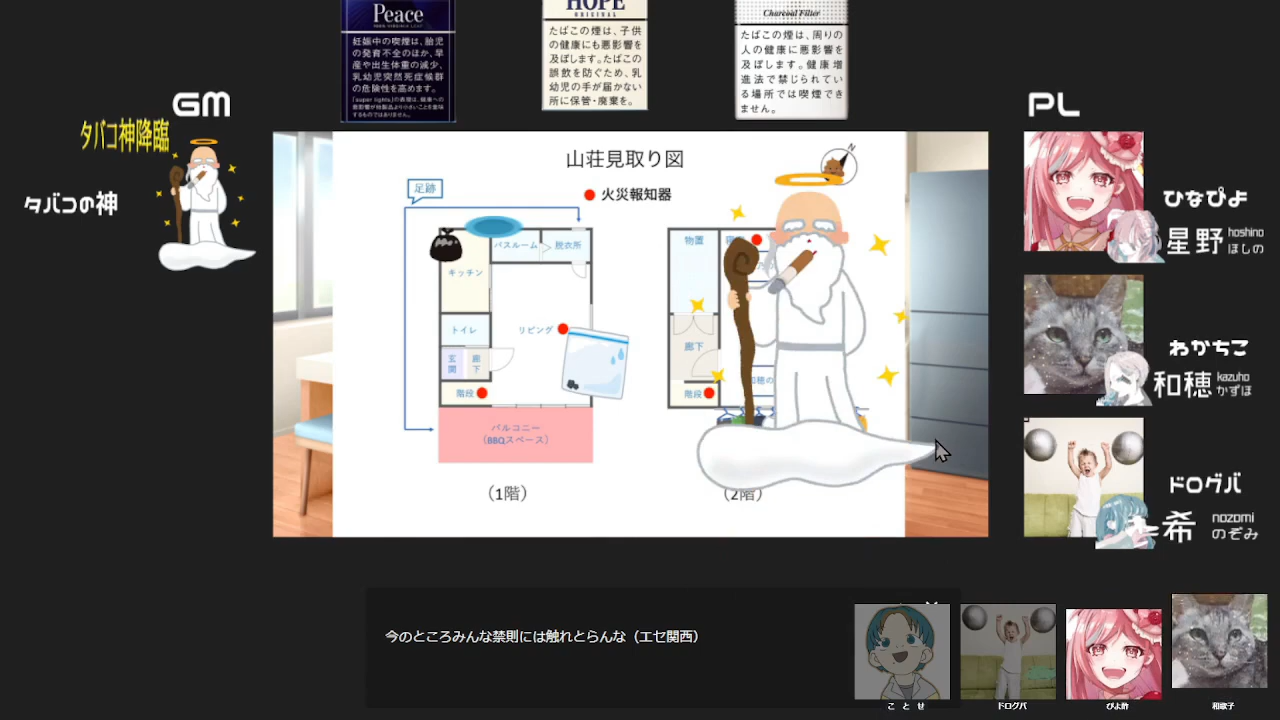 Peace
妊娠中の喫煙は、胎児
の発育不全のほか、早
産や出生体重の減少、
乳幼児突然死症候群
の危険性を高めます。
HOPE
ORIGINAL
たばこの煙は、子供
の健康にも悪影響を
及ぼします。たばこの
誤飲を防ぐため、乳
幼児の手が届かない
所に保管・廃棄を。
Charcoal Filter
たばこの煙は、周りの
人の健康に悪影響を
及ぼします。健康増
進法で禁じられてい
る場所では喫煙でき
ません。
GM
タバコ神降臨
タバコの神
山荘見取り図
N
足跡
火災報知器
バスルーム
脱衣所
キッチン
トイレ
リビング
玄関
廊下
階段
バルコニー
(BBQスペース)
(1階)
物置
廊下
階段
(2階)
PL
ひなぴよ
星野 hoshino ほしの
わかちこ
和穂 kazuho かずほ
ドログバ
希 nozomi のぞみ
今のところみんな禁則には触れとらんな（エセ関西）
ことせ
ドログバ